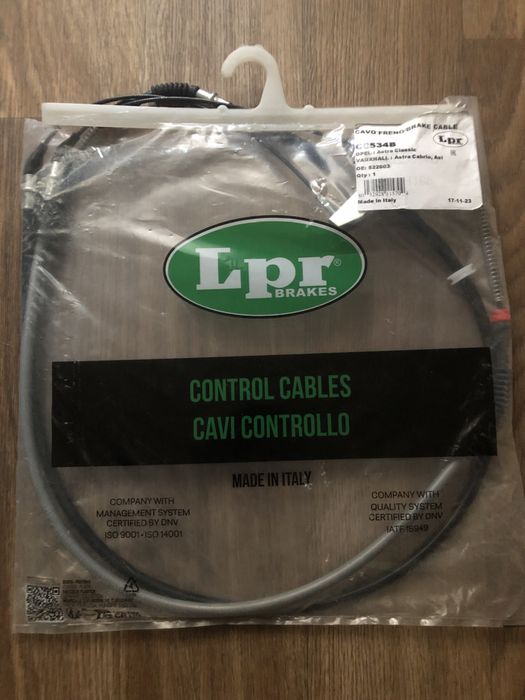 CAVO FRENO/BRAKE CABLE
C0534B
OPEL : Astra Classic
VAUXHALL : Astra Cabrio, Ast
OE: 522603
Qty : 1
Made in Italy
17-11-23
Lpr
Lpr®
BRAKES
CONTROL CABLES
CAVI CONTROLLO
MADE IN ITALY
COMPANY WITH
MANAGEMENT SYSTEM
CERTIFIED BY DNV
ISO 9001 • ISO 14001
COMPANY WITH
QUALITY SYSTEM
CERTIFIED BY DNV
IATF 16949